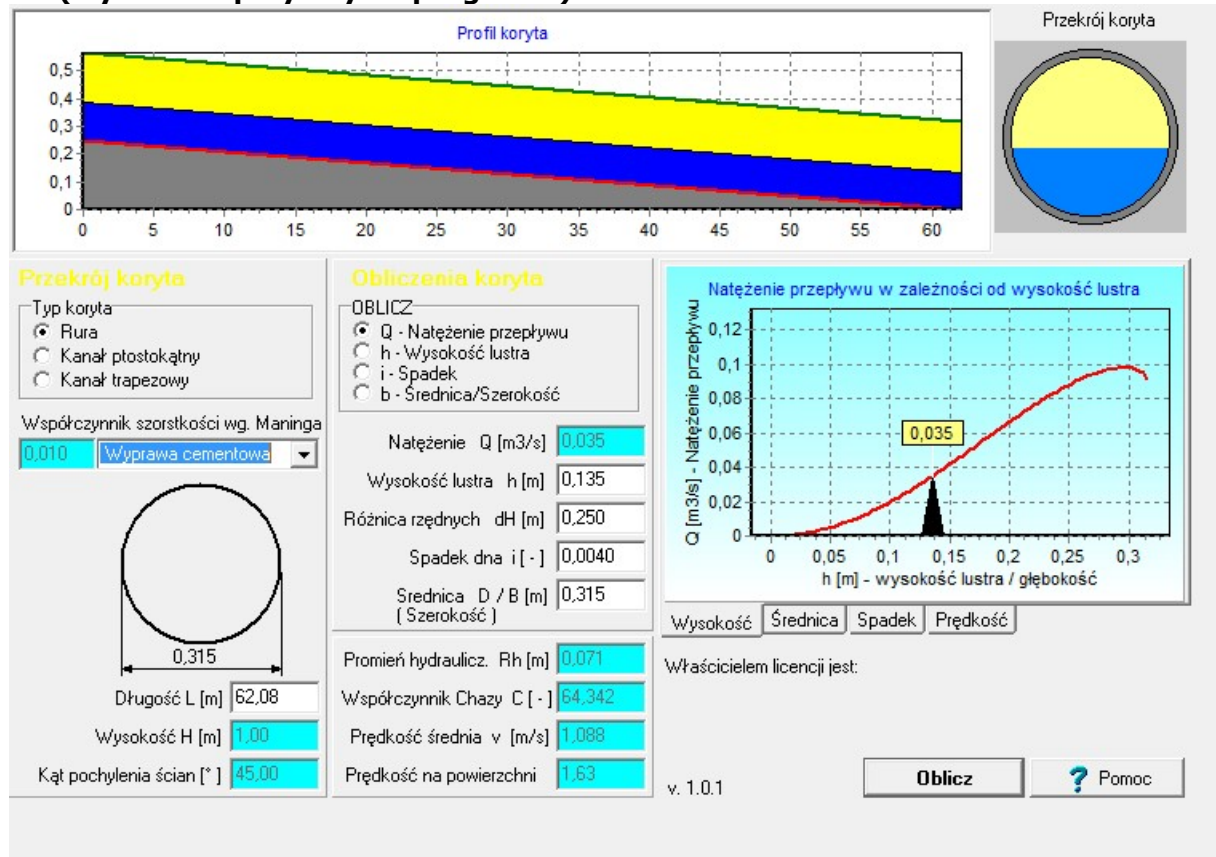 Profil koryta
Przekrój koryta
0,5
0,4
0,3
0,2
0,1
0
0 5 10 15 20 25 30 35 40 45 50 55 60
Przekrój koryta
Typ koryta
Rura
Kanał ptostokątny
Kanał trapezowy
Współczynnik szorstkości wg. Maninga
0,010 Wyprawa cementowa
0,315
Długość L [m] 62,08
Wysokość H [m] 1,00
Kąt pochylenia ścian [° ] 45,00
Obliczenia koryta
OBLICZ
Q - Natężenie przepływu
h - Wysokość lustra
i - Spadek
b - Średnica/Szerokość
Natężenie Q [m3/s] 0,035
Wysokość lustra h [m] 0,135
Różnica rzędnych dH [m] 0,250
Spadek dna i [ - ] 0,0040
Srednica D / B [m] 0,315
( Szerokość )
Promień hydraulicz. Rh [m] 0,071
Współczynnik Chazy C [ - ] 64,342
Prędkość średnia v [m/s] 1,088
Prędkość na powierzchni 1,63
Natężenie przepływu w zależności od wysokość lustra
Q [m3/s] - Natężenie przepływu
0,12
0,1
0,08
0,06
0,04
0,02
0
0,035
0 0,05 0,1 0,15 0,2 0,25 0,3
h [m] - wysokość lustra / głębokość
Wysokość Średnica Spadek Prędkość
Właścicielem licencji jest:
v. 1.0.1
Oblicz
? Pomoc